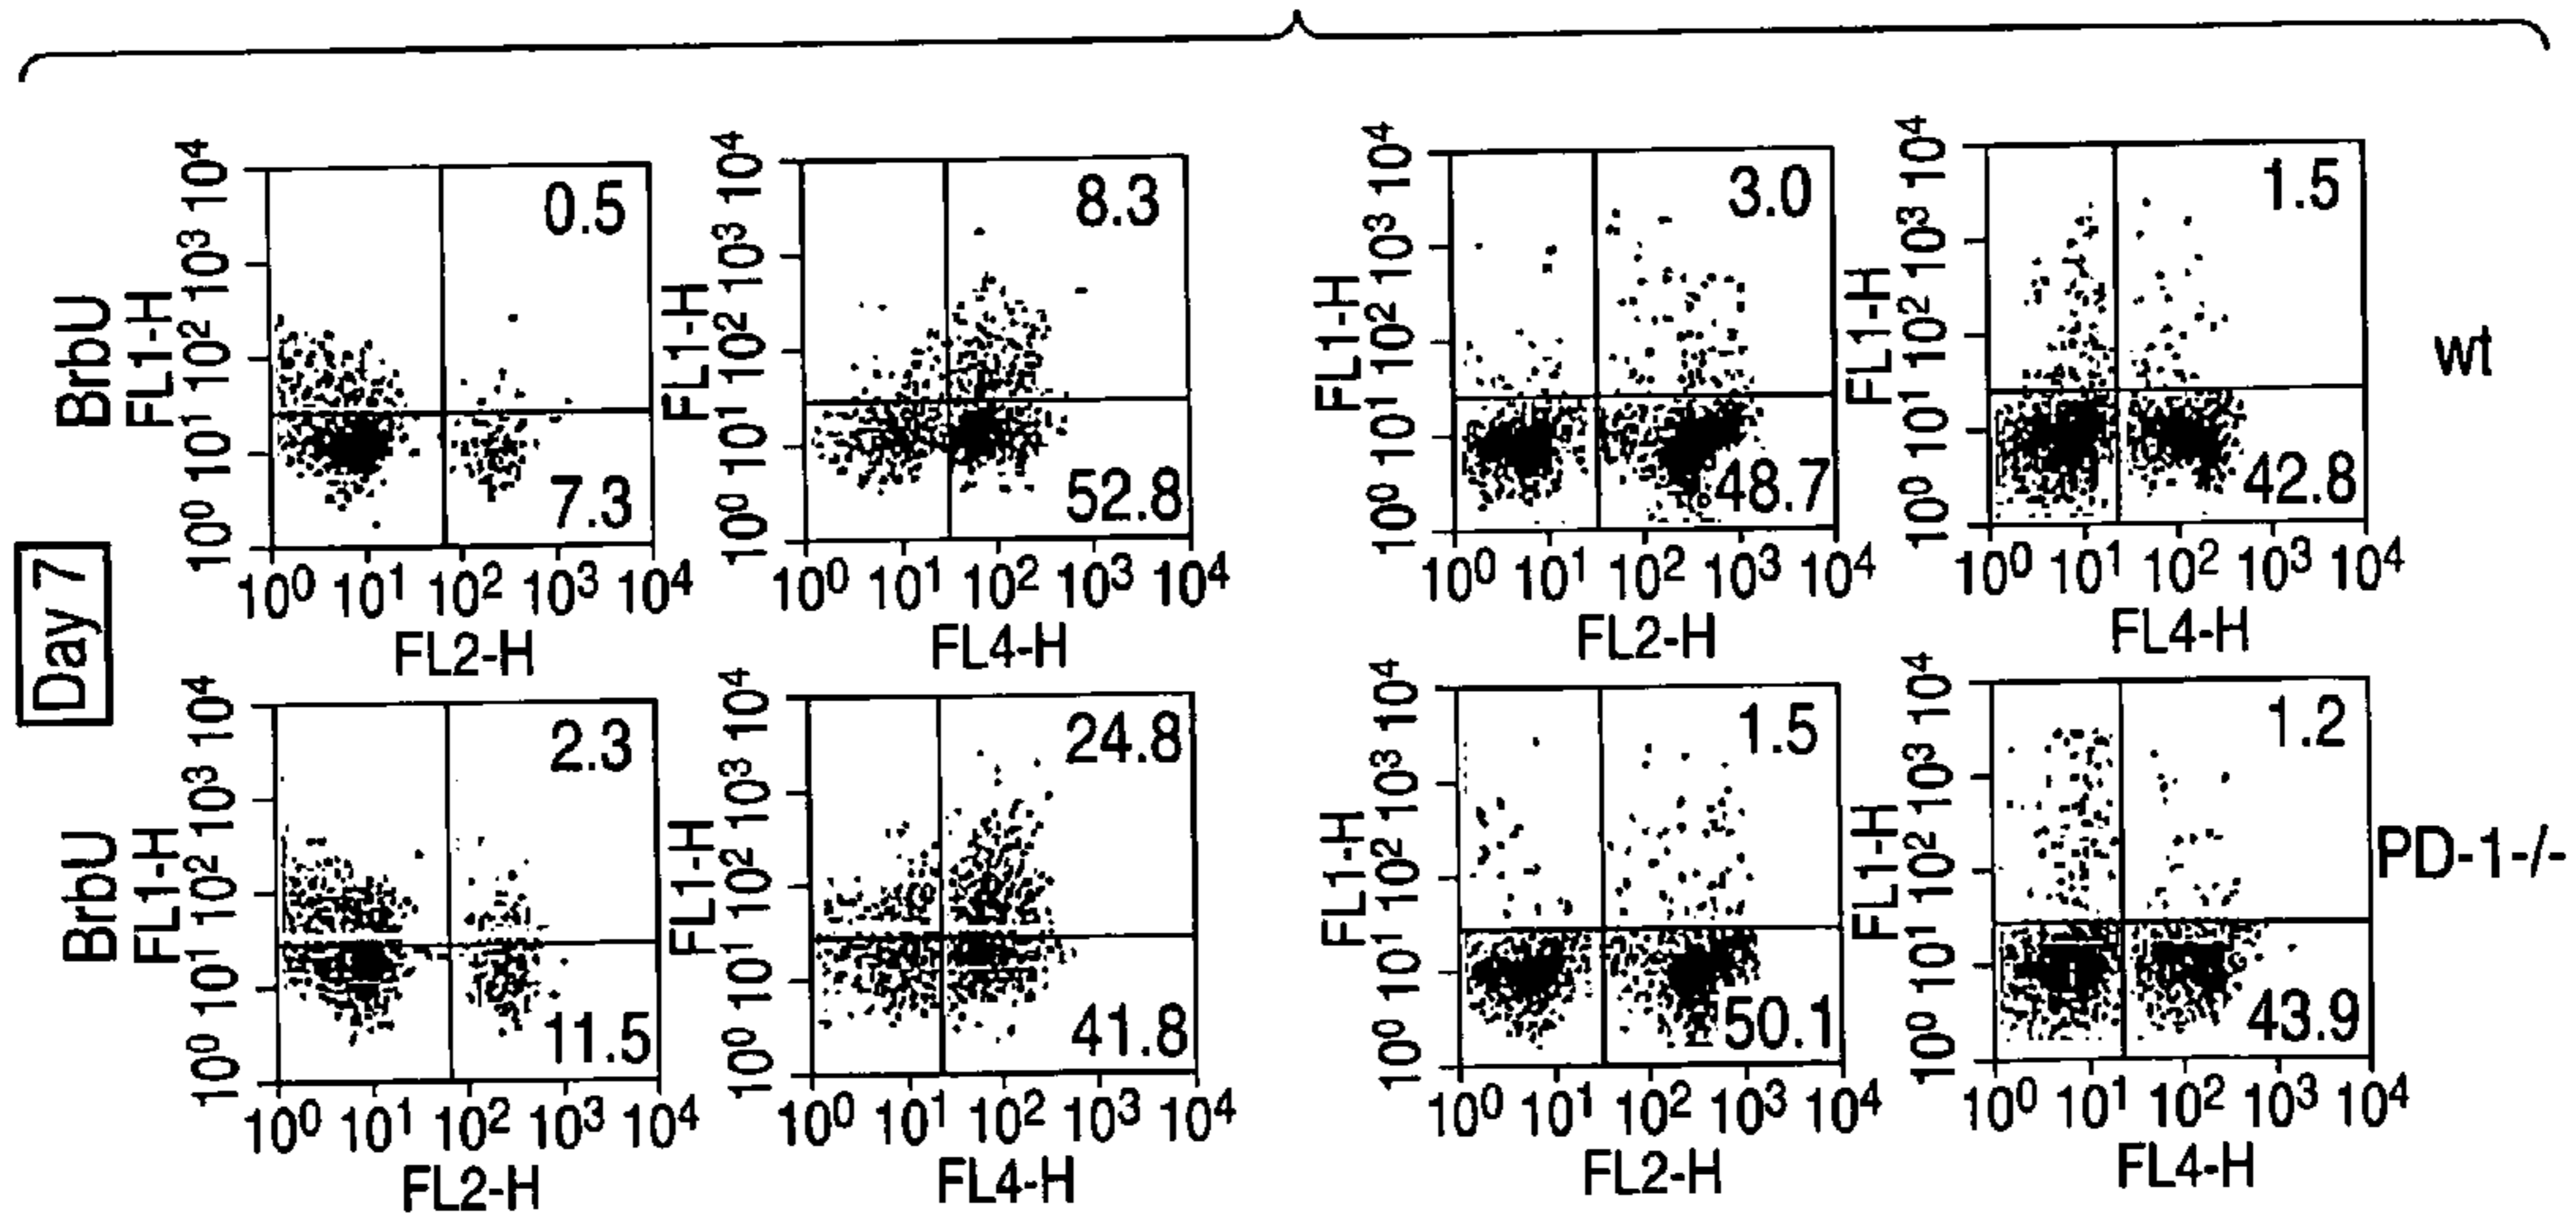 Day 7
BrbU
FL1-H
10⁰ 10¹ 10² 10³ 10⁴
0.5
7.3
10⁰ 10¹ 10² 10³ 10⁴
FL2-H
FL1-H
10⁰ 10¹ 10² 10³ 10⁴
8.3
52.8
10⁰ 10¹ 10² 10³ 10⁴
FL4-H
FL1-H
10⁰ 10¹ 10² 10³ 10⁴
3.0
48.7
10⁰ 10¹ 10² 10³ 10⁴
FL2-H
FL1-H
10⁰ 10¹ 10² 10³ 10⁴
1.5
42.8
10⁰ 10¹ 10² 10³ 10⁴
FL4-H
wt
BrbU
FL1-H
10⁰ 10¹ 10² 10³ 10⁴
2.3
11.5
10⁰ 10¹ 10² 10³ 10⁴
FL2-H
FL1-H
10⁰ 10¹ 10² 10³ 10⁴
24.8
41.8
10⁰ 10¹ 10² 10³ 10⁴
FL4-H
FL1-H
10⁰ 10¹ 10² 10³ 10⁴
1.5
50.1
10⁰ 10¹ 10² 10³ 10⁴
FL2-H
FL1-H
10⁰ 10¹ 10² 10³ 10⁴
1.2
43.9
10⁰ 10¹ 10² 10³ 10⁴
FL4-H
PD-1-/-